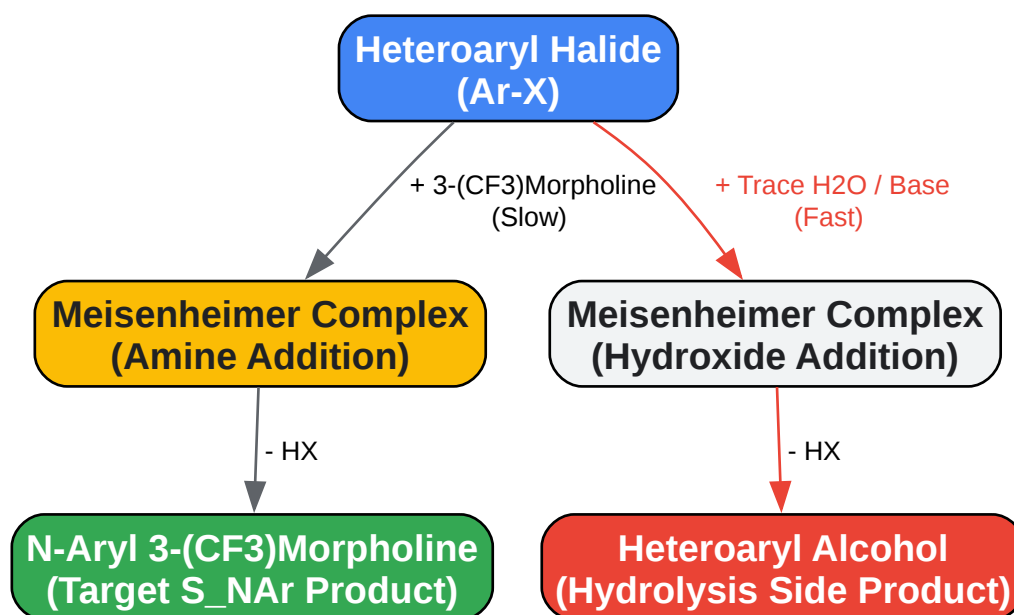 Heteroaryl Halide
(Ar-X)
+ 3-(CF3)Morpholine
(Slow)
+ Trace H2O / Base
(Fast)
Meisenheimer Complex
(Amine Addition)
Meisenheimer Complex
(Hydroxide Addition)
- HX
- HX
N-Aryl 3-(CF3)Morpholine
(Target S_NAr Product)
Heteroaryl Alcohol
(Hydrolysis Side Product)